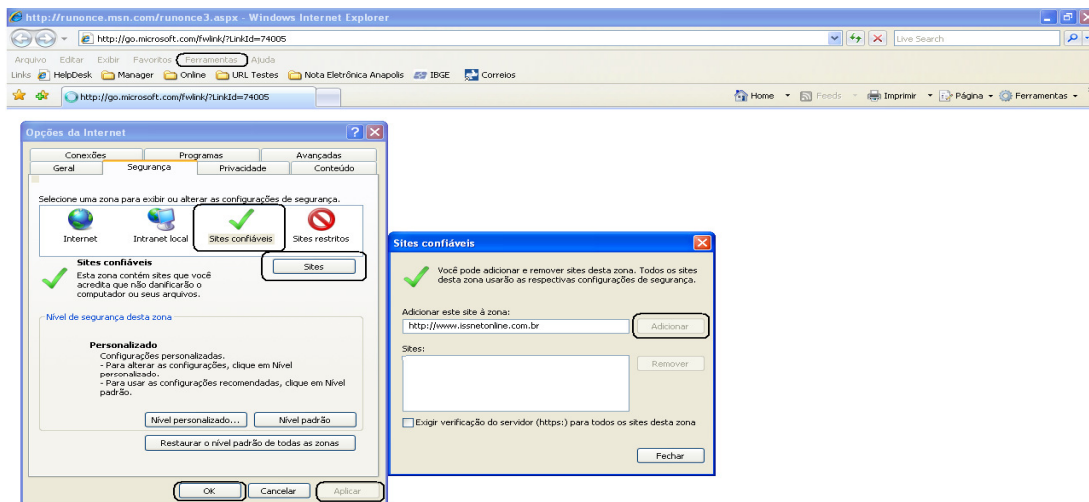 http://runonce.msn.com/runonce3.aspx - Windows Internet Explorer
http://go.microsoft.com/fwlink/?LinkId=74005
Live Search
Arquivo Editar Exibir Favoritos Ferramentas Ajuda
Links HelpDesk Manager Online URL Testes Nota Eletrônica Anapolis IBGE Correios
http://go.microsoft.com/fwlink/?LinkId=74005
Home Feeds Imprimir Página Ferramentas
Opções da Internet
Conexões Programas Avançadas
Geral Segurança Privacidade Conteúdo
Selecione uma zona para exibir ou alterar as configurações de segurança.
Internet Intranet local Sites confiáveis Sites restritos
Sites confiáveis
Sites
Esta zona contém sites que você
acredita que não danificarão o
computador ou seus arquivos.
Nível de segurança desta zona
Personalizado
Configurações personalizadas.
- Para alterar as configurações, clique em Nível
personalizado.
- Para usar as configurações recomendadas, clique em Nível
padrão.
Nível personalizado... Nível padrão
Restaurar o nível padrão de todas as zonas
OK Cancelar Aplicar
Sites confiáveis
Você pode adicionar e remover sites desta zona. Todos os sites
desta zona usarão as respectivas configurações de segurança.
Adicionar este site à zona:
http://www.issnetonline.com.br Adicionar
Sites:
Remover
Exigir verificação do servidor (https:) para todos os sites desta zona
Fechar